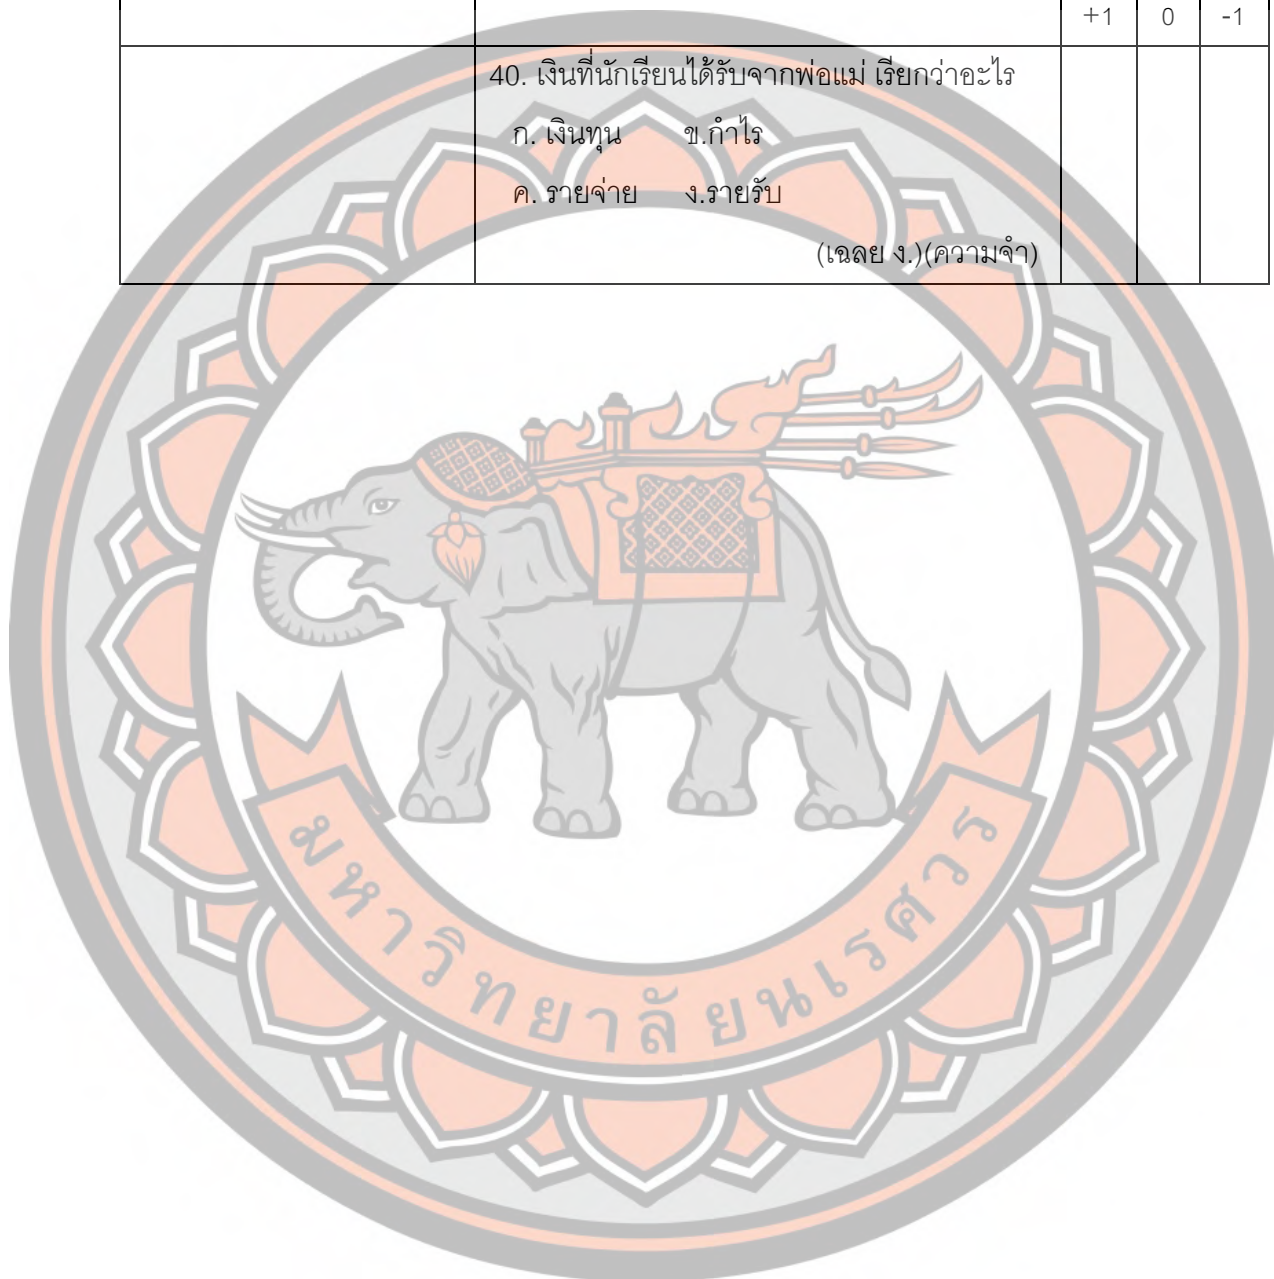 +1 0 -1
40. เงินที่นักเรียนได้รับจากพ่อแม่ เรียกว่าอะไร
ก. เงินทุน ข.กำไร
ค. รายจ่าย ง.รายรับ
(เฉลย ง.)(ความจำ)
มหาวิทยาลัยนเรศวร